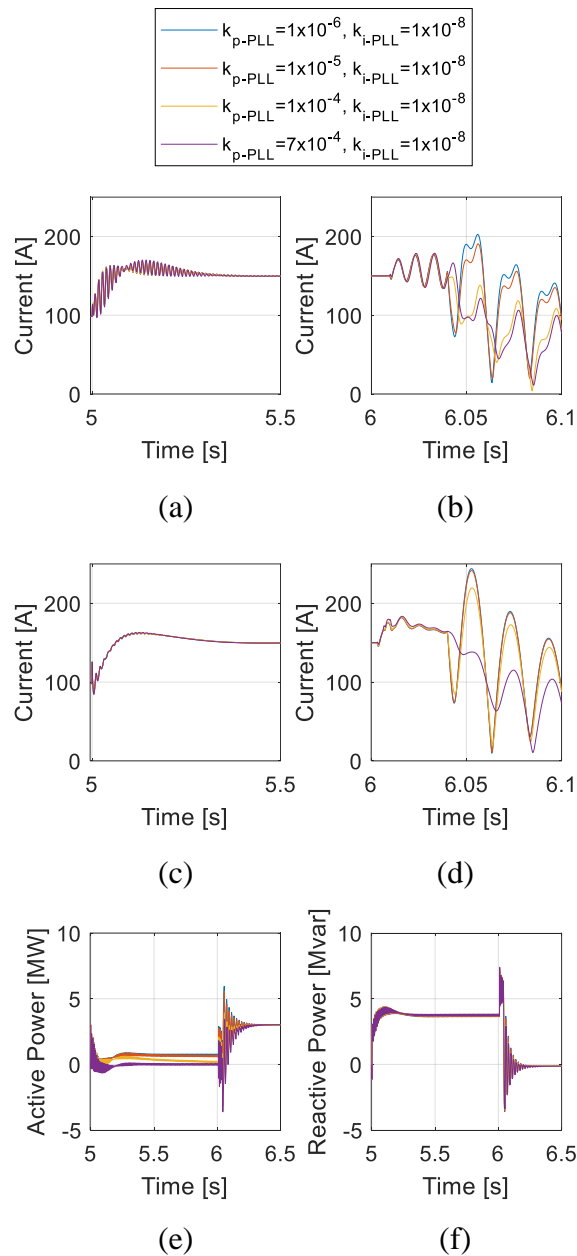 k_p-PLL=1x10^-6, k_i-PLL=1x10^-8
k_p-PLL=1x10^-5, k_i-PLL=1x10^-8
k_p-PLL=1x10^-4, k_i-PLL=1x10^-8
k_p-PLL=7x10^-4, k_i-PLL=1x10^-8
Current [A]
200
100
0
5
5.5
Time [s]
(a)
Current [A]
200
100
0
6
6.05
6.1
Time [s]
(b)
Current [A]
200
100
0
5
5.5
Time [s]
(c)
Current [A]
200
100
0
6
6.05
6.1
Time [s]
(d)
Active Power [MW]
10
5
0
-5
5
5.5
6
6.5
Time [s]
(e)
Reactive Power [Mvar]
10
5
0
-5
5
5.5
6
6.5
Time [s]
(f)